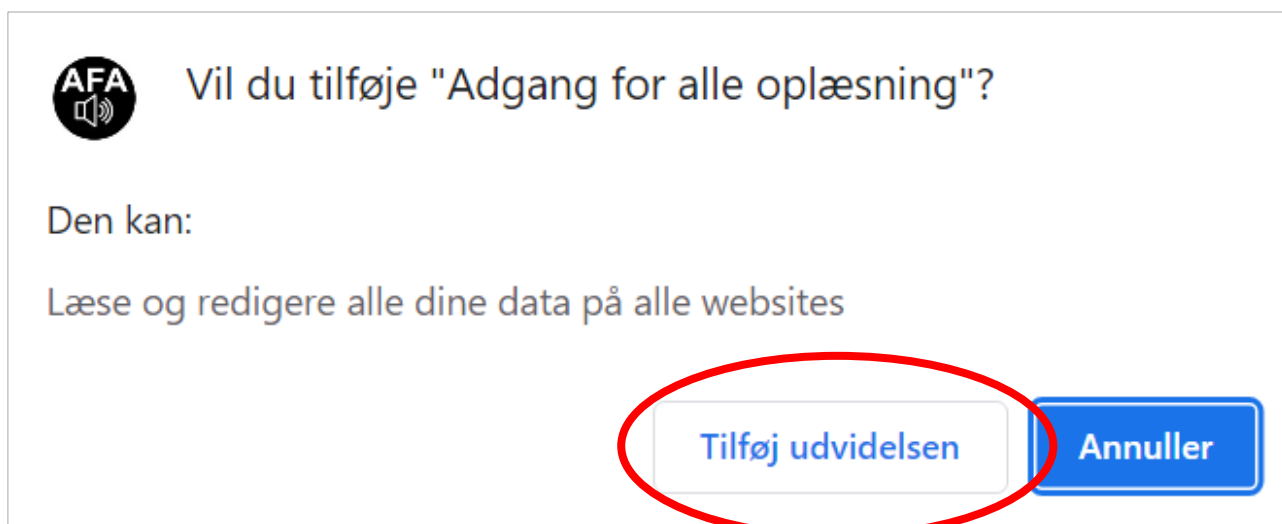 AFA
Vil du tilføje "Adgang for alle oplæsning"?
Den kan:
Læse og redigere alle dine data på alle websites
Tilføj udvidelsen
Annuller